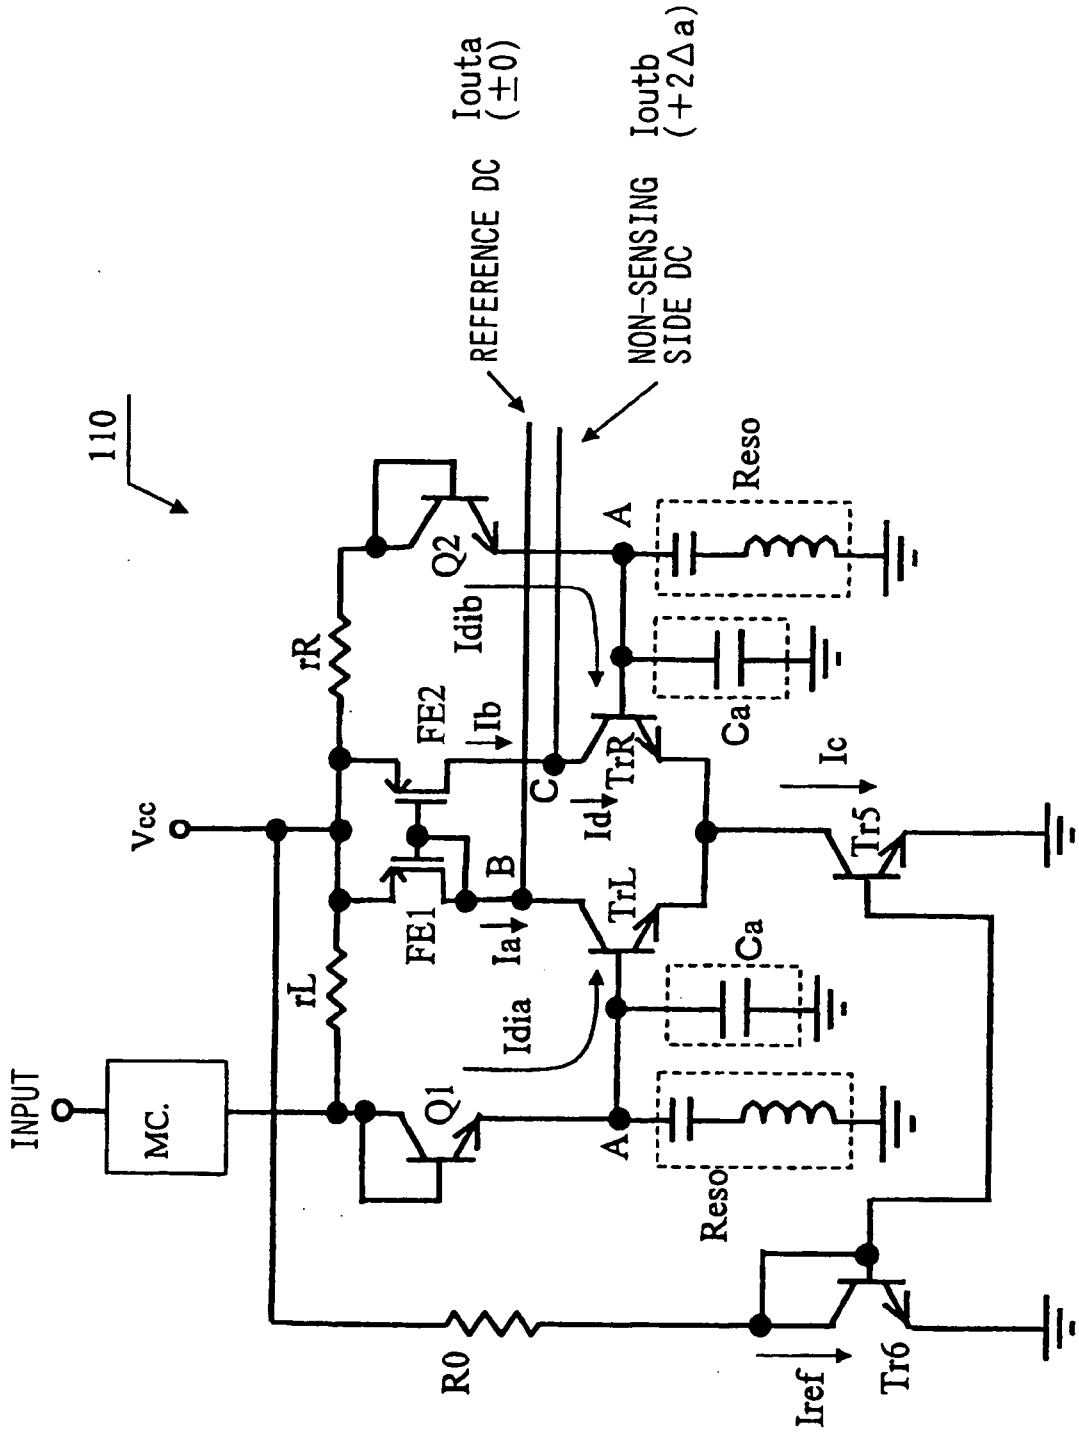 110
INPUT
MC.
Vcc
rL
rR
Q1
Q2
FE1
FE2
Ia
Ib
B
C
Idia
Idib
Id
TrL
TrR
A
A
Reso
Ca
Ca
Reso
REFERENCE DC Iouta
(±0)
NON-SENSING Ioutb
SIDE DC (+2Δa)
Ic
Tr5
R0
Iref
Tr6